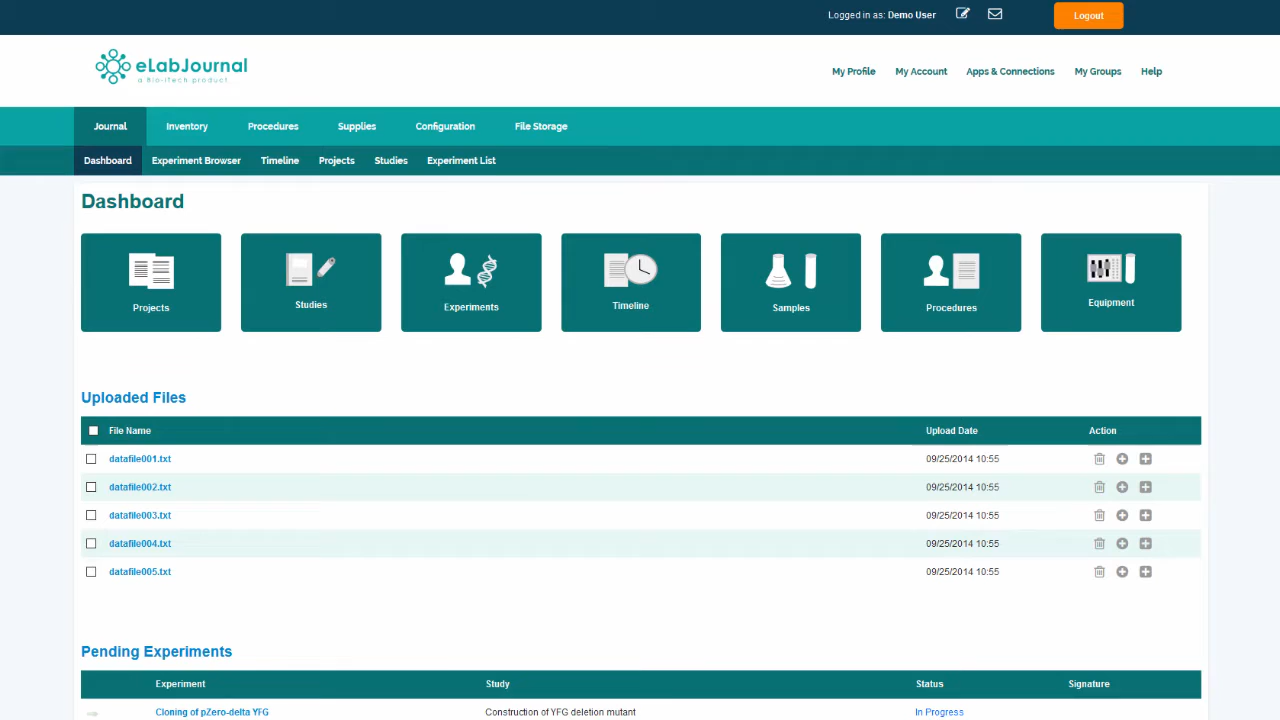 Logged in as: Demo User
Logout
eLabJournal
a Bio-iTech product
My Profile My Account Apps & Connections My Groups Help
Journal Inventory Procedures Supplies Configuration File Storage
Dashboard Experiment Browser Timeline Projects Studies Experiment List
Dashboard
Projects Studies Experiments Timeline Samples Procedures Equipment
Uploaded Files
File Name Upload Date Action
datafile001.txt 09/25/2014 10:55
datafile002.txt 09/25/2014 10:55
datafile003.txt 09/25/2014 10:55
datafile004.txt 09/25/2014 10:55
datafile005.txt 09/25/2014 10:55
Pending Experiments
Experiment Study Status Signature
Cloning of pZero-delta YFG Construction of YFG deletion mutant In Progress